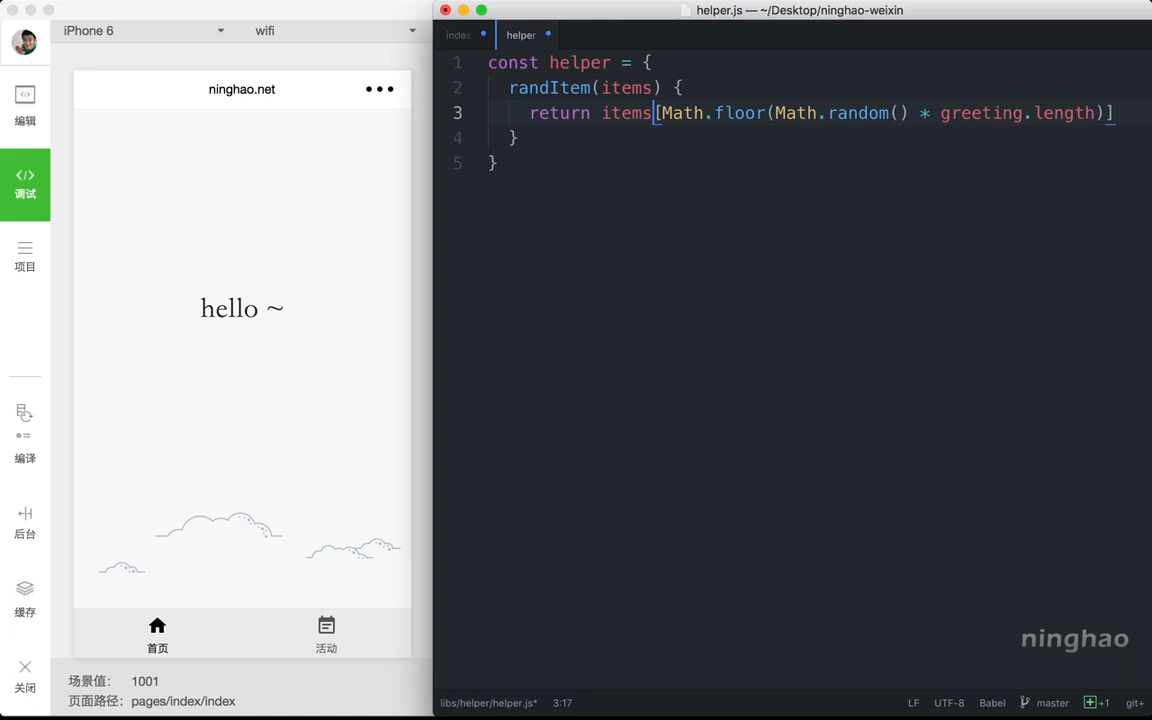 iPhone 6
wifi
编辑
调试
项目
编译
后台
缓存
关闭
ninghao.net
hello ~
首页
活动
场景值： 1001
页面路径： pages/index/index
helper.js — ~/Desktop/ninghao-weixin
index
helper.
1 const helper = {
2 randItem(items) {
3 return items[Math.floor(Math.random() * greeting.length)]
4 }
5 }
ninghao
libs/helper/helper.js* 3:17
LF UTF-8 Babel master +1 git+